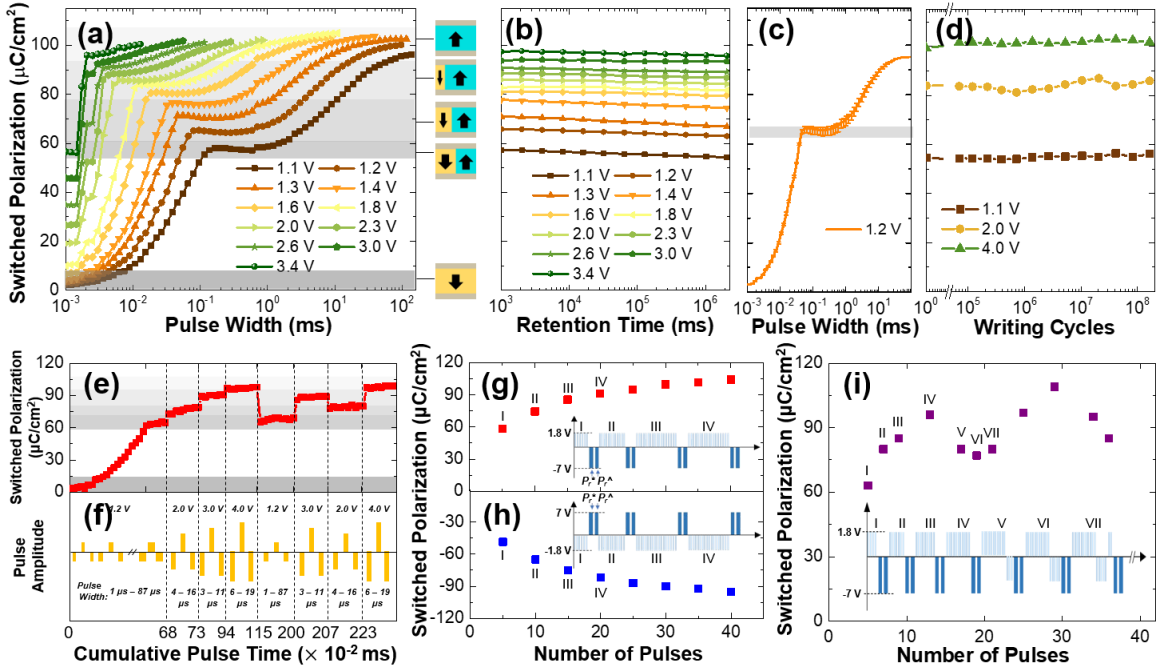 Switched Polarization (μC/cm²)
120
100
80
60
40
20
0
(a)
1.1 V
1.2 V
1.3 V
1.4 V
1.6 V
1.8 V
2.0 V
2.3 V
2.6 V
3.0 V
3.4 V
10⁻³ 10⁻² 10⁻¹ 10⁰ 10¹ 10²
Pulse Width (ms)
(b)
1.1 V
1.2 V
1.3 V
1.4 V
1.6 V
1.8 V
2.0 V
2.3 V
2.6 V
3.0 V
3.4 V
10³ 10⁴ 10⁵ 10⁶
Retention Time (ms)
(c)
1.2 V
10⁻³ 10⁻² 10⁻¹ 10⁰ 10¹
Pulse Width (ms)
(d)
1.1 V
2.0 V
4.0 V
10⁰ 10⁵ 10⁶ 10⁷ 10⁸
Writing Cycles
Switched Polarization
(μC/cm²)
120
90
60
30
0
(e)
Pulse
Amplitude
(f)
1.2 V 2.0 V 3.0 V 4.0 V 1.2 V 3.0 V 2.0 V 4.0 V
Pulse
Width:
1 μs – 87 μs
4 – 16
μs
3 – 11
μs
6 – 19
μs
1 – 87
μs
3 – 11
μs
4 – 16
μs
6 – 19
μs
0 68 73 94 115 200 207 223
Cumulative Pulse Time (× 10⁻² ms)
Switched Polarization (μC/cm²)
120
90
60
30
0
(g)
I
II
III
IV
1.8 V
-7 V
I II III IV
Pᵣ* Pᵣ^
(h)
-30
-60
-90
-120
I
II
III
IV
Pᵣ* Pᵣ^
7 V
-1.8 V
I II III IV
0 10 20 30 40
Number of Pulses
Switched Polarization (μC/cm²)
120
90
60
30
0
(i)
I
II
III
IV
V
VI
VII
1.8 V
-7 V
I II III IV V VI VII
0 10 20 30 40
Number of Pulses